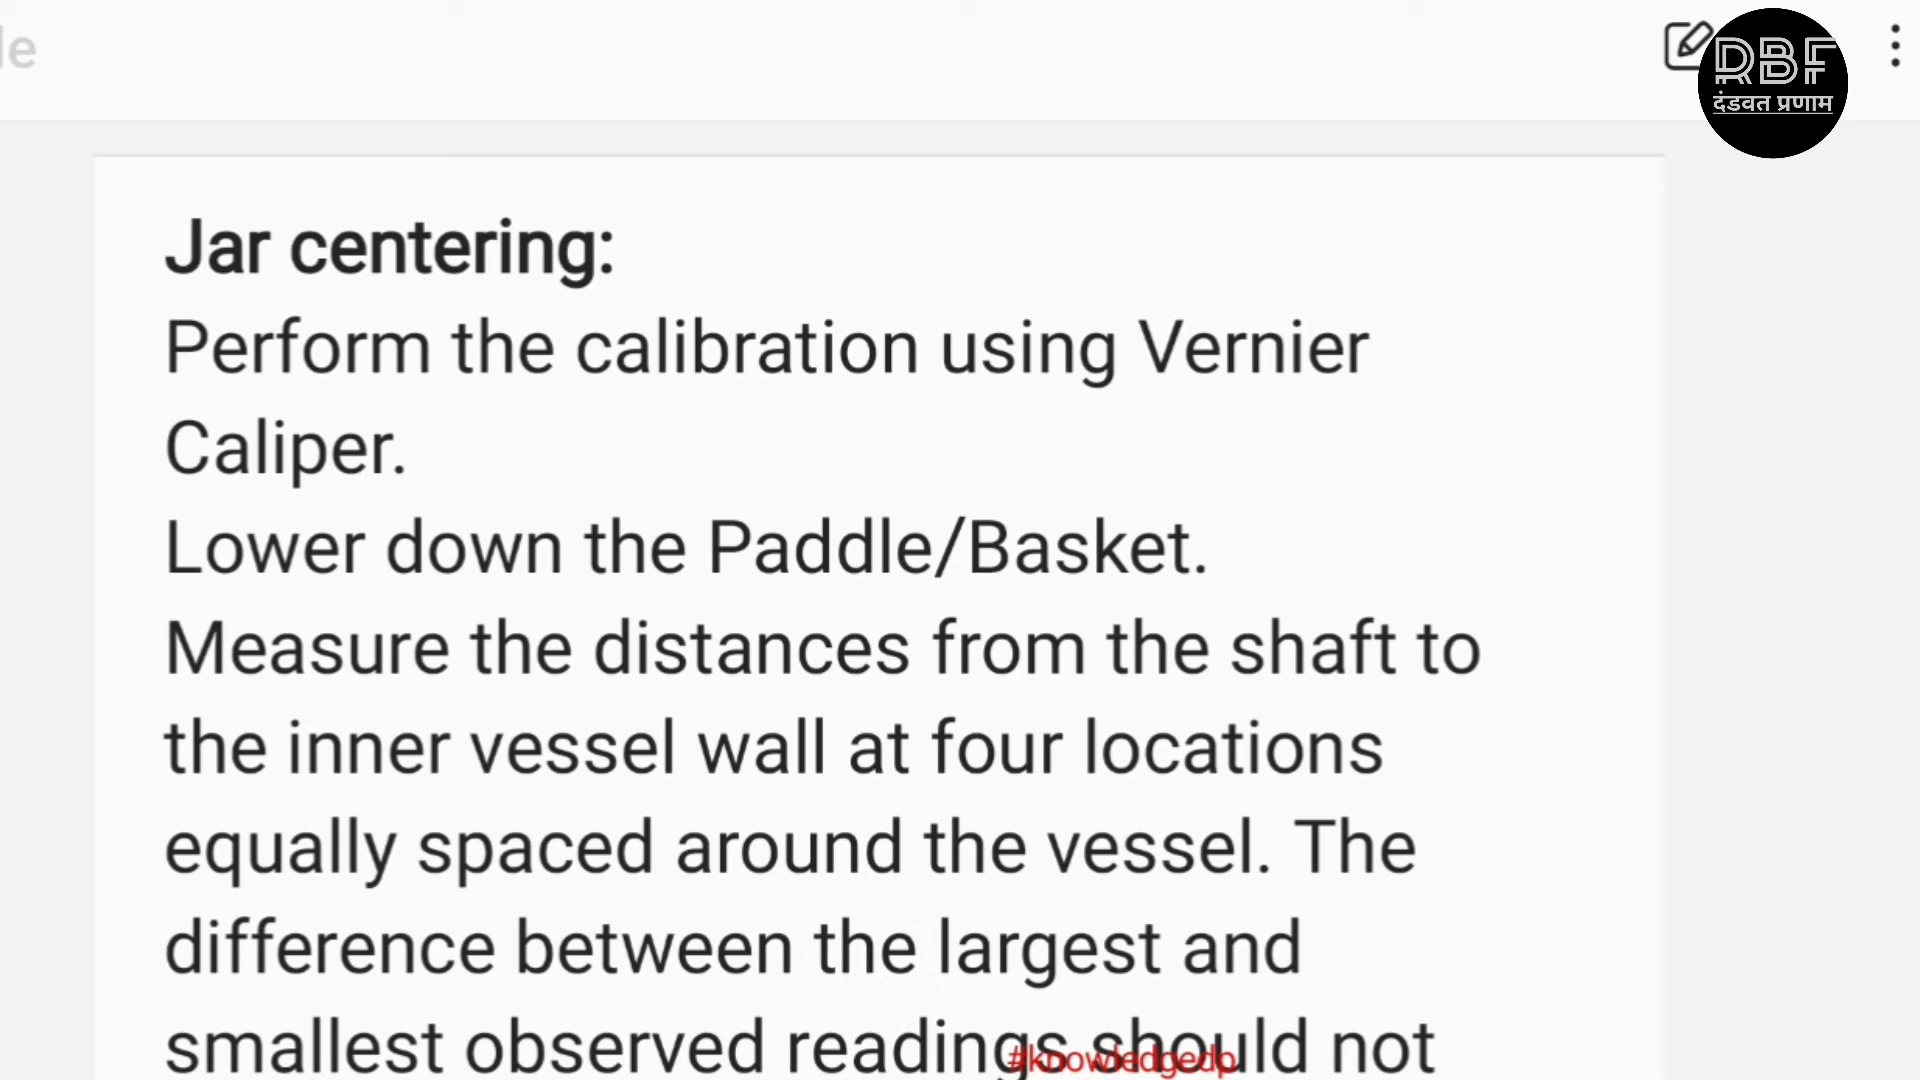 le
RBF
दंडवत प्रणाम
Jar centering:
Perform the calibration using Vernier
Caliper.
Lower down the Paddle/Basket.
Measure the distances from the shaft to
the inner vessel wall at four locations
equally spaced around the vessel. The
difference between the largest and
smallest observed readings should not
#knowledgedp